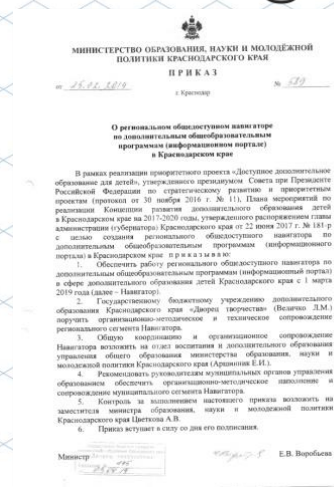 МИНИСТЕРСТВО ОБРАЗОВАНИЯ, НАУКИ И МОЛОДЁЖНОЙ
ПОЛИТИКИ КРАСНОДАРСКОГО КРАЯ
ПРИКАЗ
от 25.02.2019 № 589
г. Краснодар
О региональном общедоступном навигаторе
по дополнительным общеобразовательным
программам (информационном портале)
в Краснодарском крае
В рамках реализации приоритетного проекта «Доступное дополнительное
образование для детей», утвержденного президиумом Совета при Президенте
Российской Федерации по стратегическому развитию и приоритетным
проектам (протокол от 30 ноября 2016 г. № 11), Плана мероприятий по
реализации Концепции развития дополнительного образования детей
в Краснодарском крае на 2017-2020 годы, утвержденного распоряжением главы
администрации (губернатора) Краснодарского края от 22 июня 2017 г. № 181-р
с целью создания регионального общедоступного навигатора по
дополнительным общеобразовательным программам (информационного
портала) в Краснодарском крае п р и к а з ы в а ю:
1. Обеспечить работу регионального общедоступного навигатора по
дополнительным общеобразовательным программам (информационный портал)
в сфере дополнительного образования детей Краснодарского края с 1 марта
2019 года (далее – Навигатор).
2. Государственному бюджетному учреждению дополнительного
образования Краснодарского края «Дворец творчества» (Величко Л.М.)
поручить организационно-методическое и техническое сопровождение
регионального сегмента Навигатора.
3. Общую координацию и организационное сопровождение
Навигатора возложить на отдел воспитания и дополнительного образования
управления общего образования министерства образования, науки и
молодежной политики Краснодарского края (Арционик Е.И.).
4. Рекомендовать руководителям муниципальных органов управления
образованием обеспечить организационно-методическое наполнение и
сопровождение муниципального сегмента Навигатора.
5. Контроль за выполнением настоящего приказа возложить на
заместителя министра образования, науки и молодежной политики
Краснодарского края Цветкова А.В.
6. Приказ вступает в силу со дня его подписания.
Министр Е.В. Воробьева